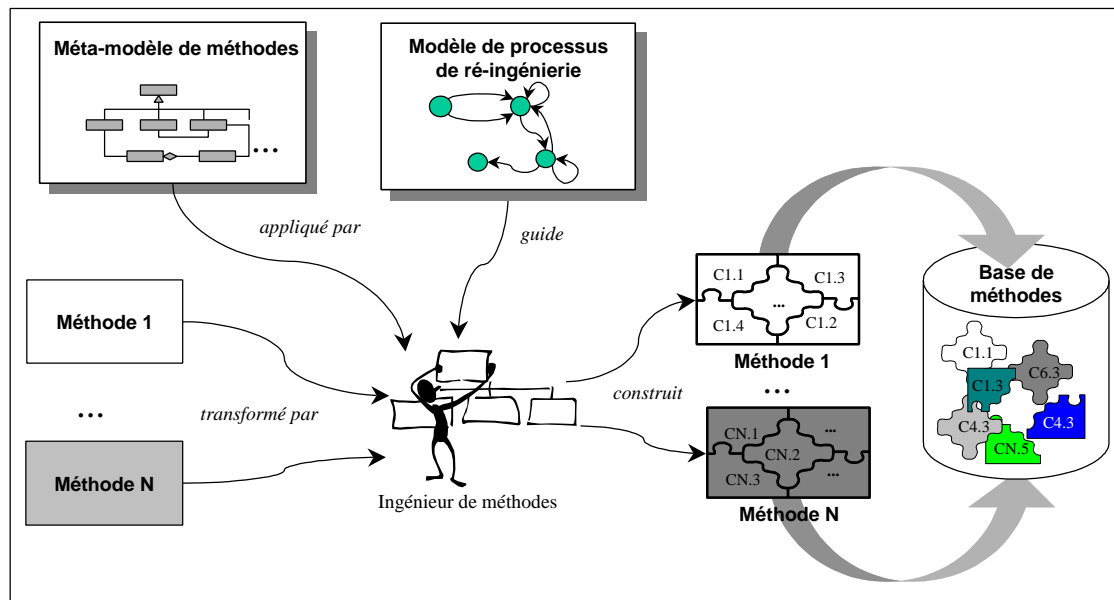 Méta-modèle de méthodes
...
Modèle de processus
de ré-ingénierie
appliqué par
guide
Méthode 1
...
transformé par
Méthode N
Ingénieur de méthodes
construit
C1.1
C1.3
...
C1.4
C1.2
Méthode 1
...
CN.1
...
CN.2
CN.3
...
Méthode N
Base de
méthodes
C1.1
C6.3
C1.3
C4.3
C4.3
CN.5